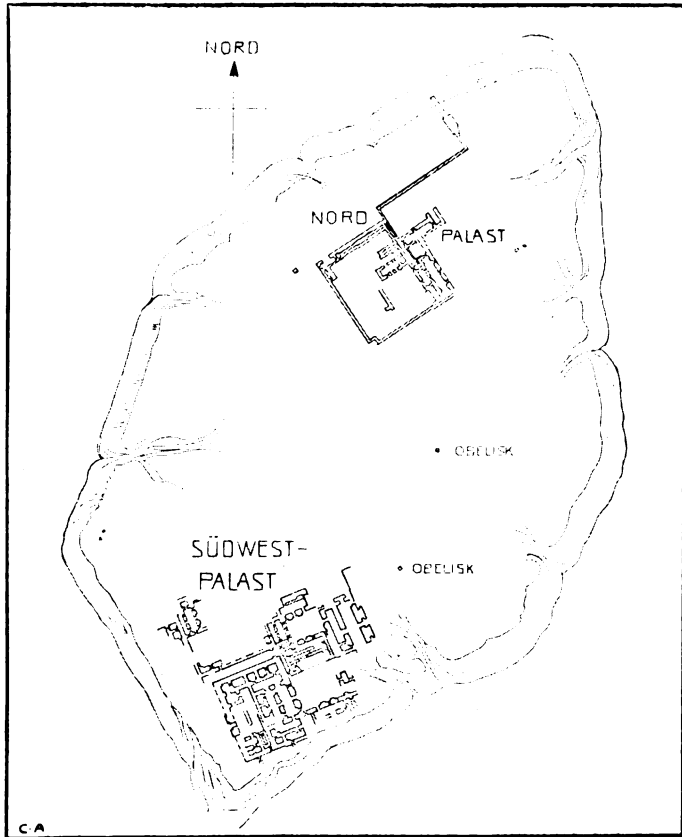 NORD
NORD
PALAST
OBELISK
SÜDWEST-
PALAST
OBELISK
C-A